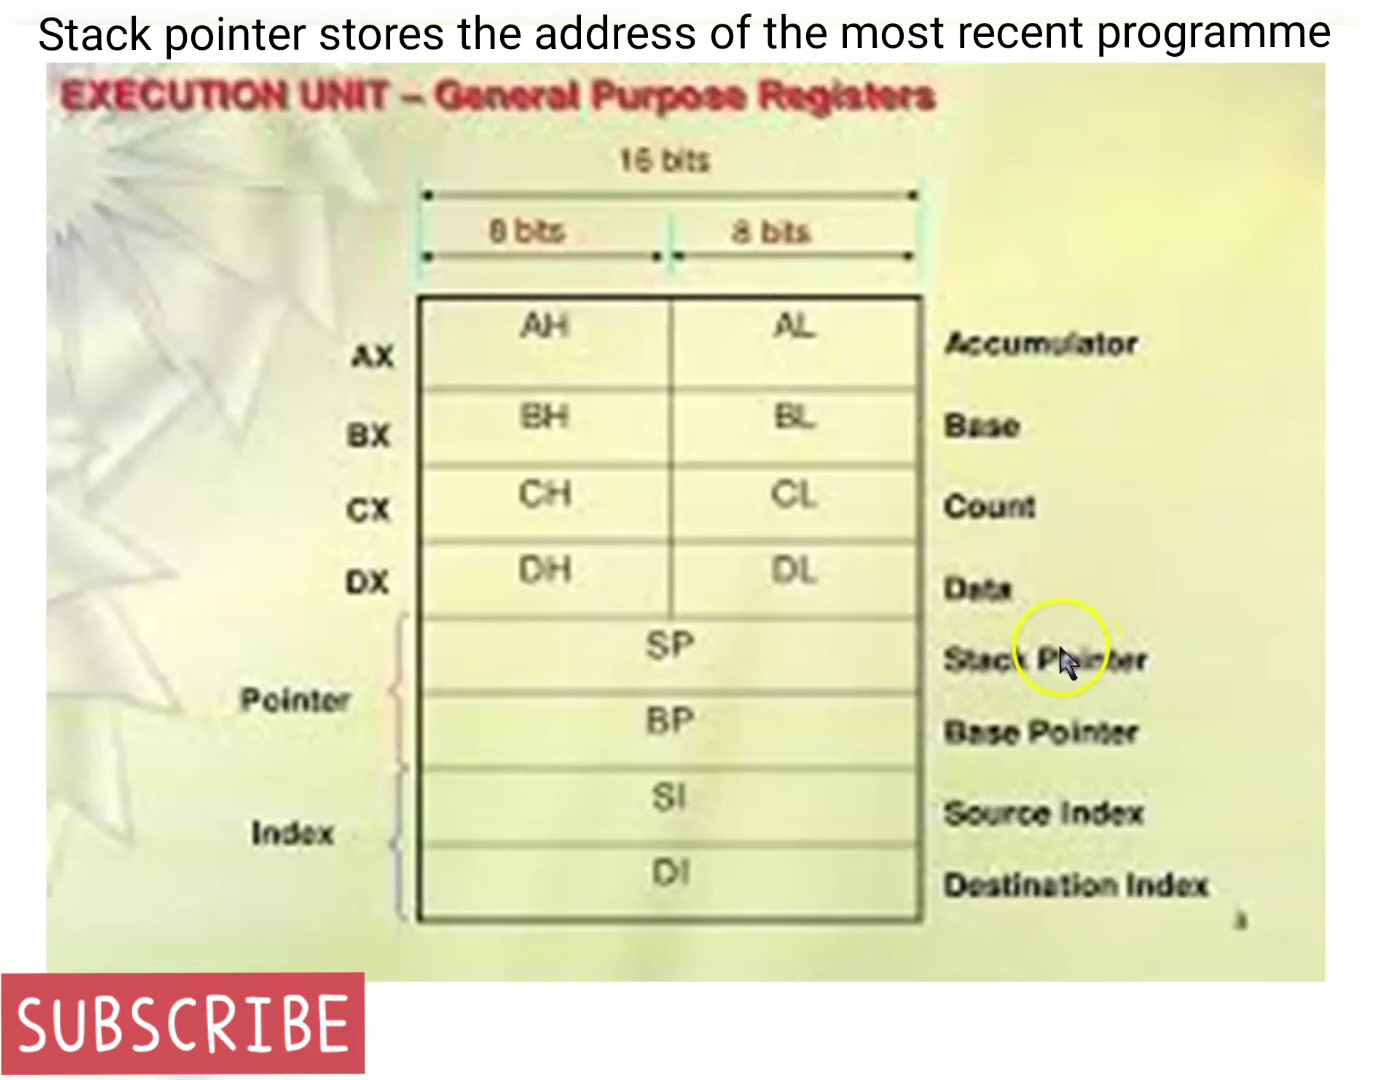 Stack pointer stores the address of the most recent programme
EXECUTION UNIT – General Purpose Registers
16 bits
8 bits 8 bits
AX AH AL Accumulator
BX BH BL Base
CX CH CL Count
DX DH DL Data
SP Stack Pointer
Pointer
BP Base Pointer
SI Source Index
Index
DI Destination Index
3
SUBSCRIBE